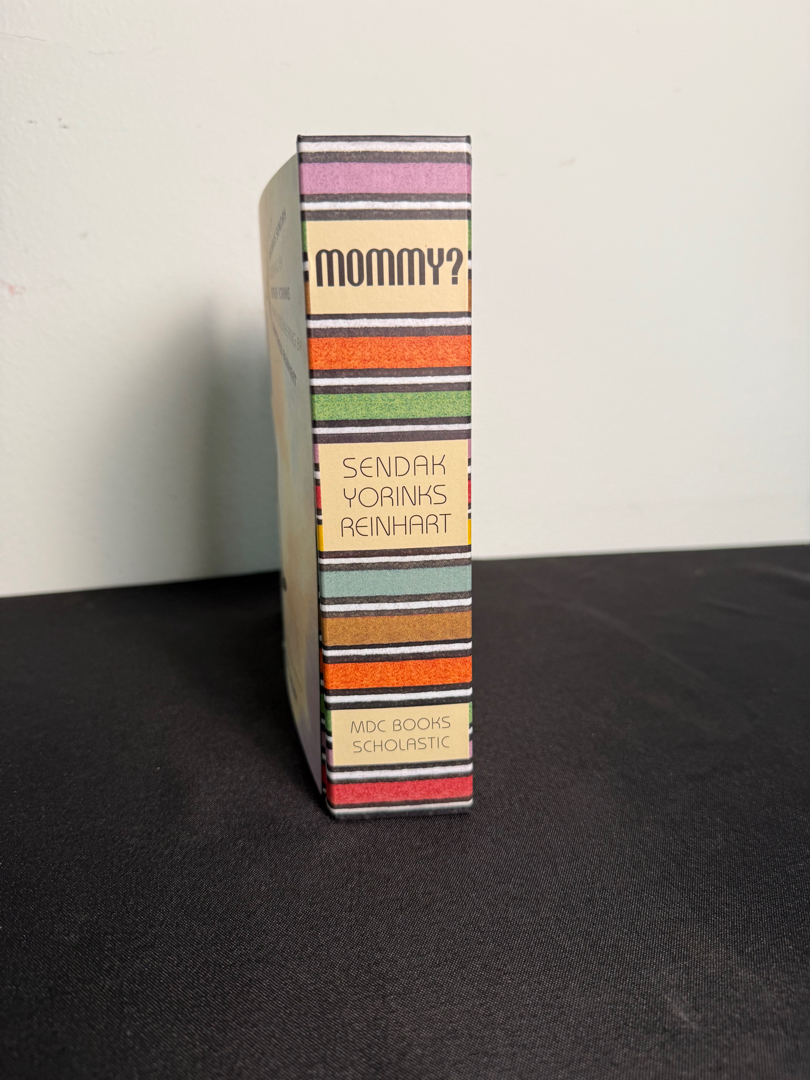 MOMMY?
SENDAK
YORINKS
REINHART
MDC BOOKS
SCHOLASTIC